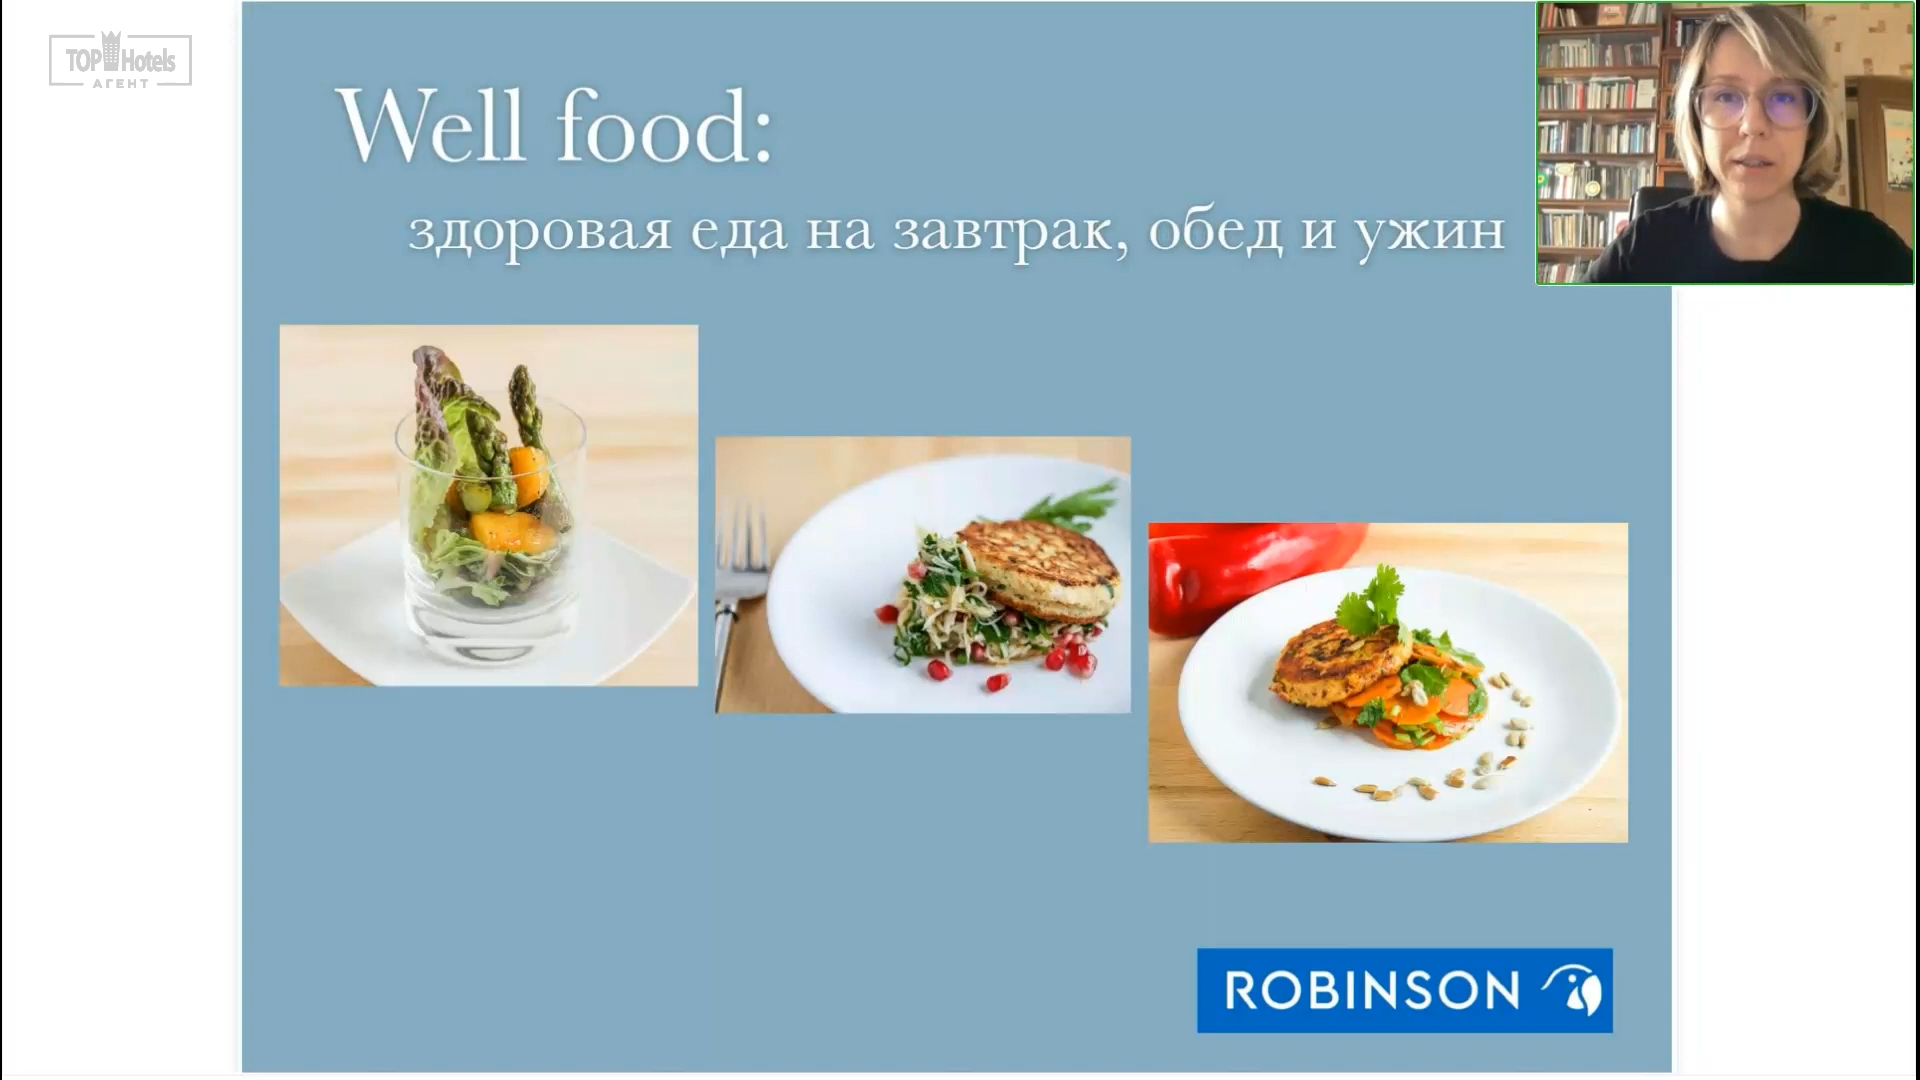 TOP Hotels
АГЕНТ
Well food:
здоровая еда на завтрак, обед и ужин
ROBINSON